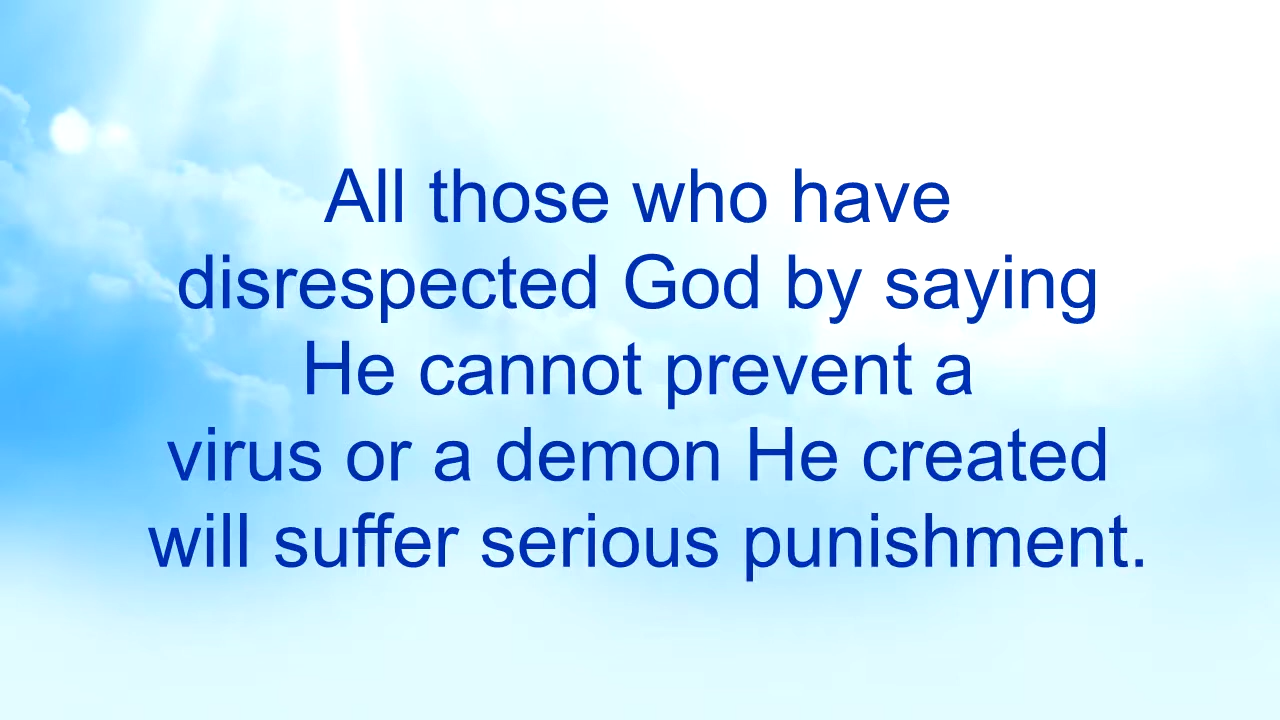 All those who have
disrespected God by saying
He cannot prevent a
virus or a demon He created
will suffer serious punishment.